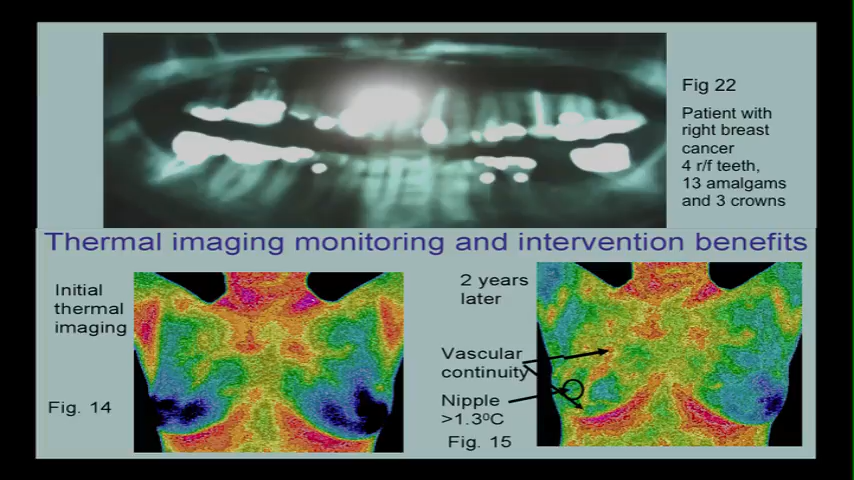 Fig 22
Patient with
right breast
cancer
4 r/f teeth,
13 amalgams
and 3 crowns
Thermal imaging monitoring and intervention benefits
Initial
thermal
imaging
Fig. 14
2 years
later
Vascular
continuity
Nipple
>1.3⁰C
Fig. 15